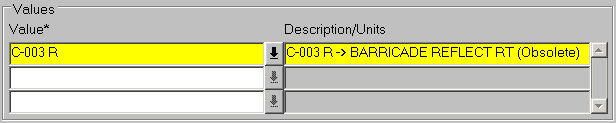 Values
Value* Description/Units
C-003 R C-003 R -> BARRICADE REFLECT RT (Obsolete)